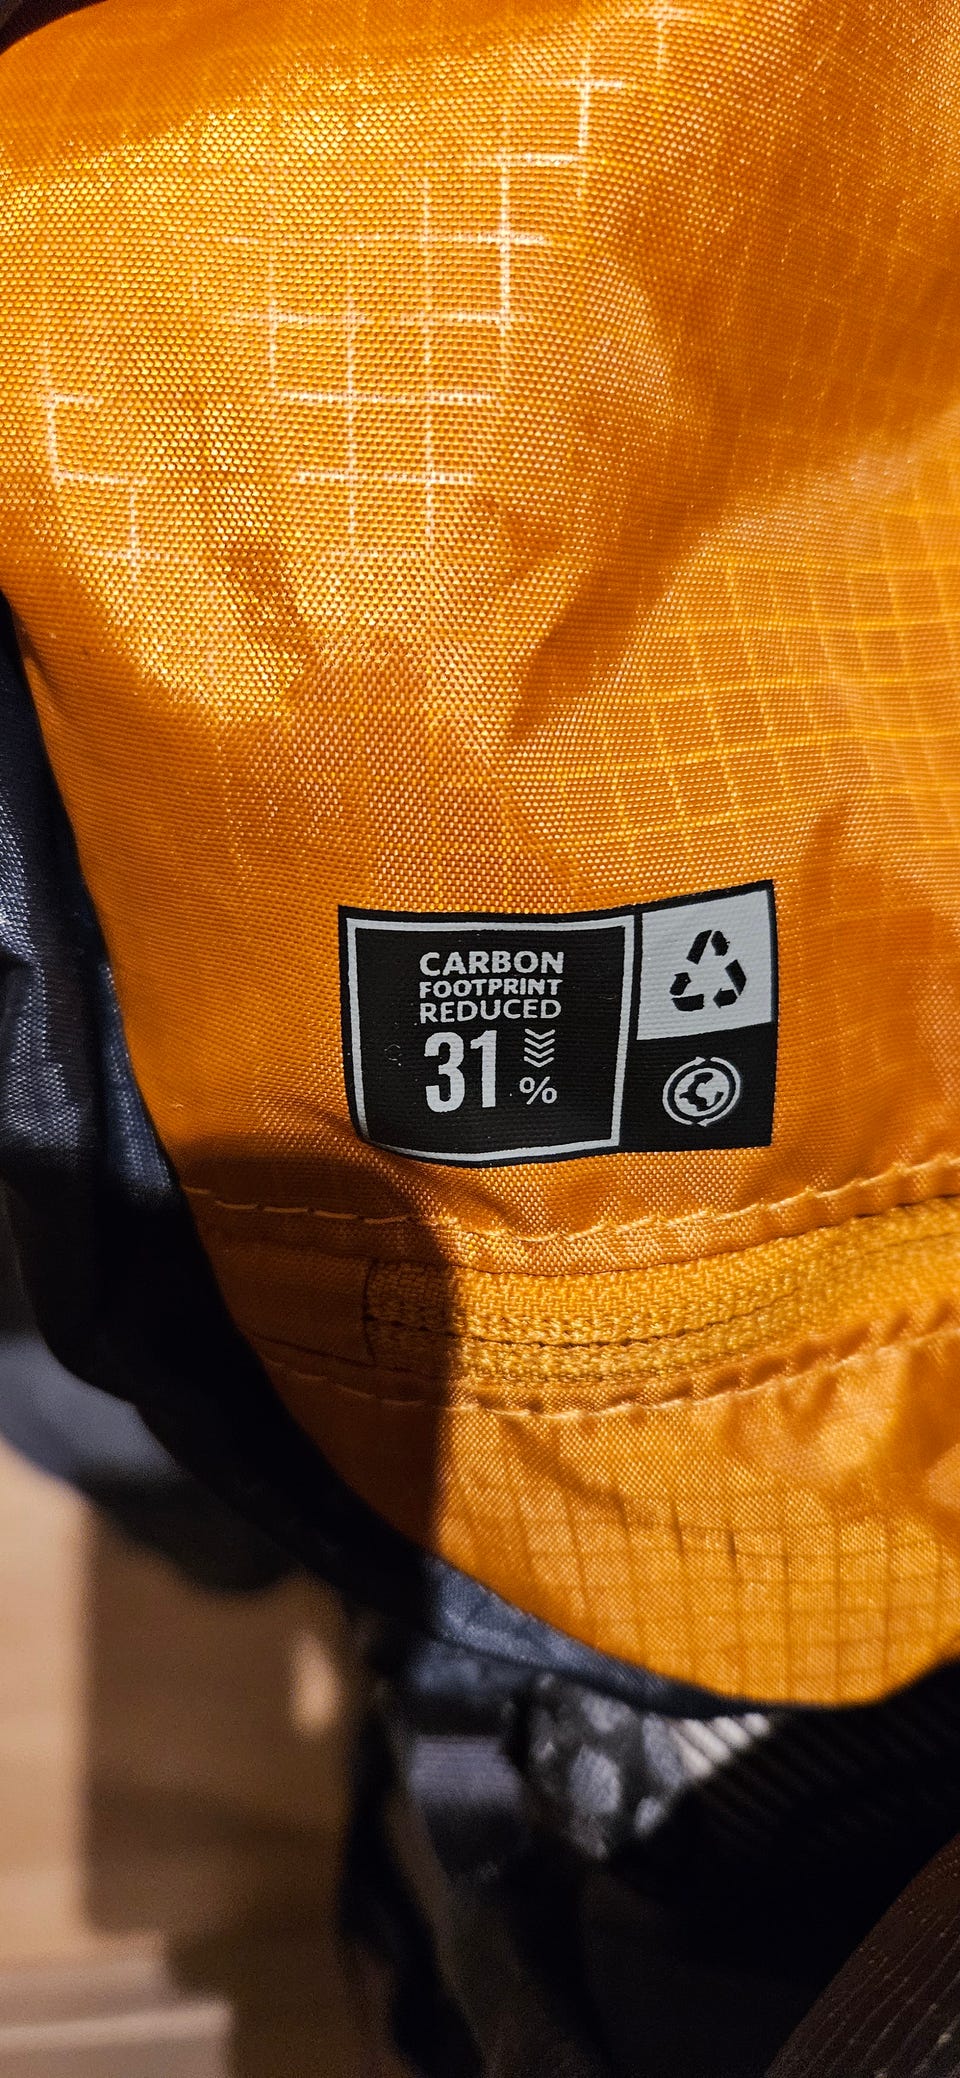 CARBON
FOOTPRINT
REDUCED
31 %